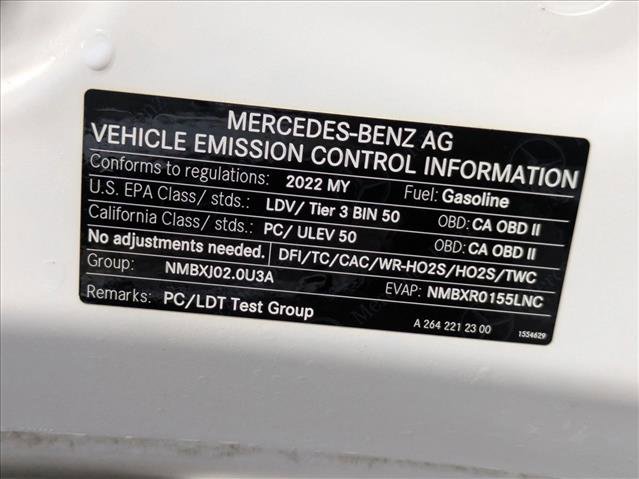 MERCEDES-BENZ AG
VEHICLE EMISSION CONTROL INFORMATION
Conforms to regulations: 2022 MY Fuel: Gasoline
U.S. EPA Class/ stds.: LDV/ Tier 3 BIN 50 OBD: CA OBD II
California Class/ stds.: PC/ ULEV 50 OBD: CA OBD II
No adjustments needed. DFI/TC/CAC/WR-HO2S/HO2S/TWC
Group: NMBXJ02.0U3A EVAP: NMBXR0155LNC
Remarks: PC/LDT Test Group
A 264 221 23 00 1554629